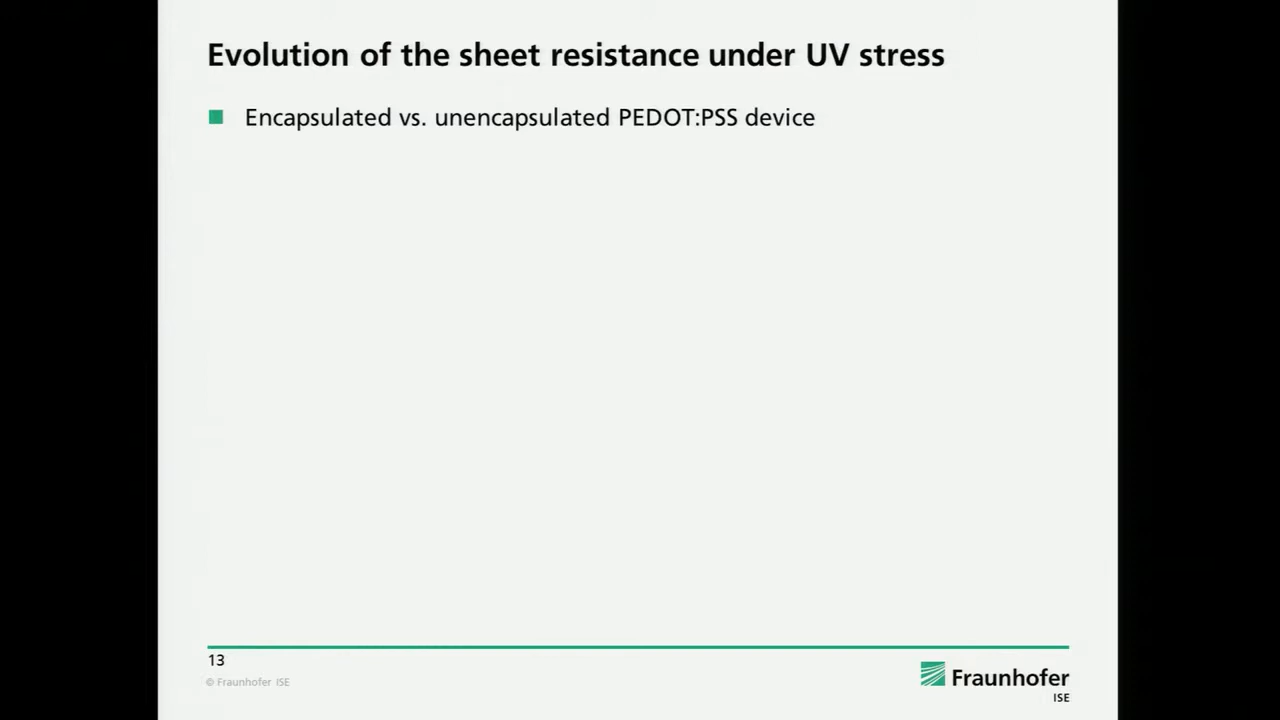 Evolution of the sheet resistance under UV stress
Encapsulated vs. unencapsulated PEDOT:PSS device
13
© Fraunhofer ISE
Fraunhofer
ISE